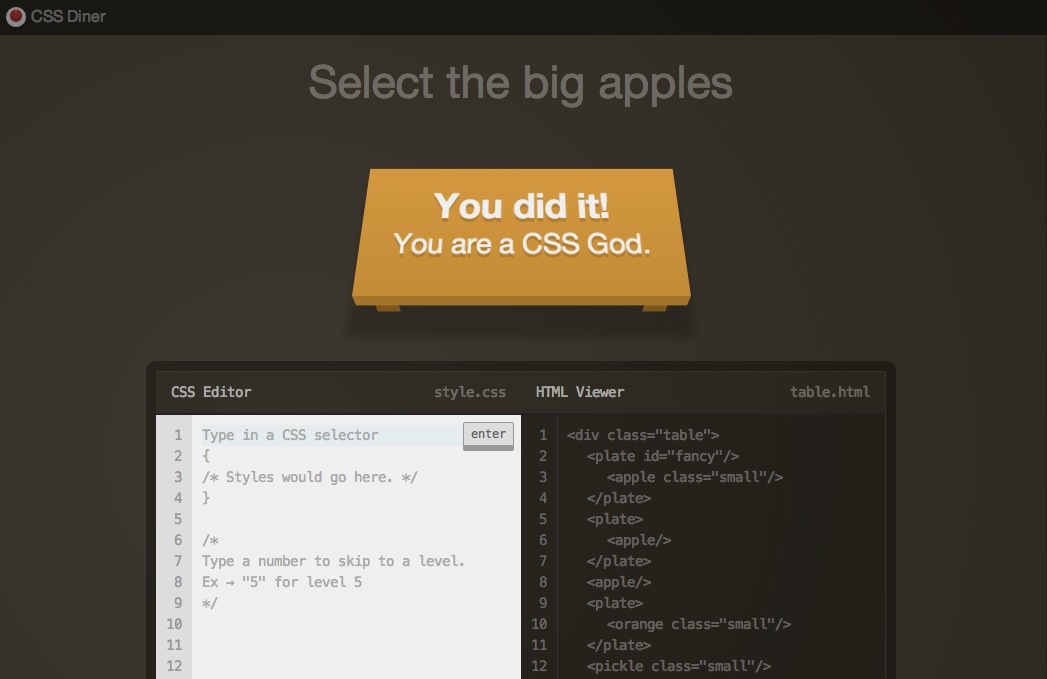 CSS Diner
Select the big apples
You did it!
You are a CSS God.
CSS Editor style.css
HTML Viewer table.html
1 Type in a CSS selector enter
2 {
3 /* Styles would go here. */
4 }
5
6 /*
7 Type a number to skip to a level.
8 Ex → "5" for level 5
9 */
10
11
12
1 <div class="table">
2 <plate id="fancy"/>
3 <apple class="small"/>
4 </plate>
5 <plate>
6 <apple/>
7 </plate>
8 <apple/>
9 <plate>
10 <orange class="small"/>
11 </plate>
12 <pickle class="small"/>